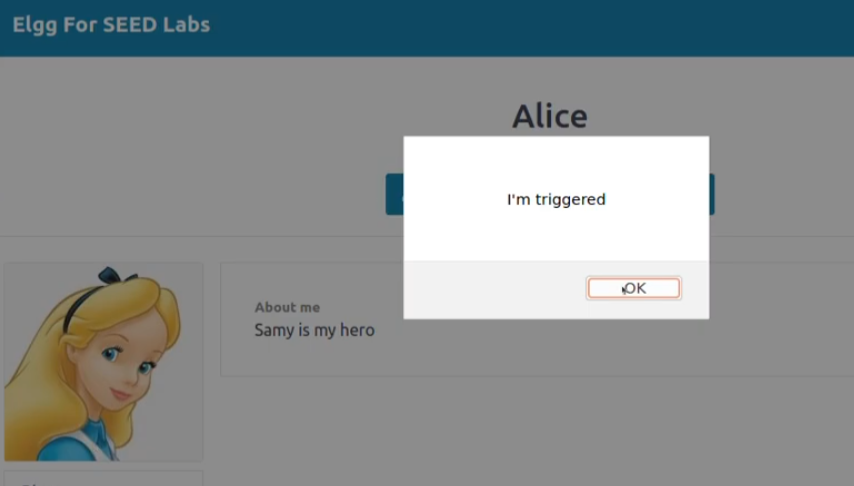 Elgg For SEED Labs
Alice
I'm triggered
OK
About me
Samy is my hero